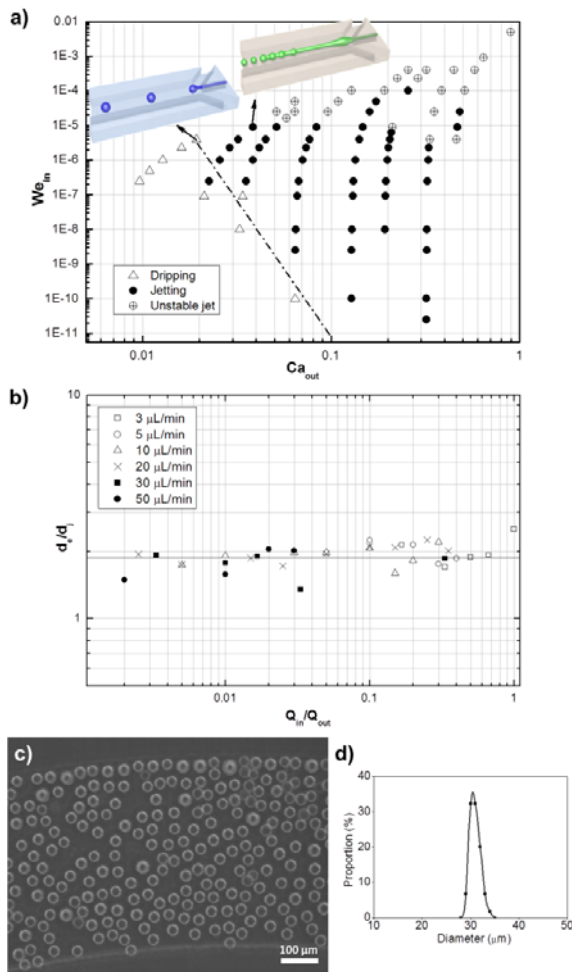 a)
We_in
1E-3
1E-4
1E-5
1E-6
1E-7
1E-8
1E-9
1E-10
1E-11
Dripping
Jetting
Unstable jet
0.01
0.1
1
Ca_out
b)
d_e/d_j
10
1
3 µL/min
5 µL/min
10 µL/min
20 µL/min
30 µL/min
50 µL/min
0.01
0.1
1
Q_in/Q_out
c)
100 µm
d)
Proportion (%)
40
30
20
10
0
10 20 30 40 50
Diameter (µm)